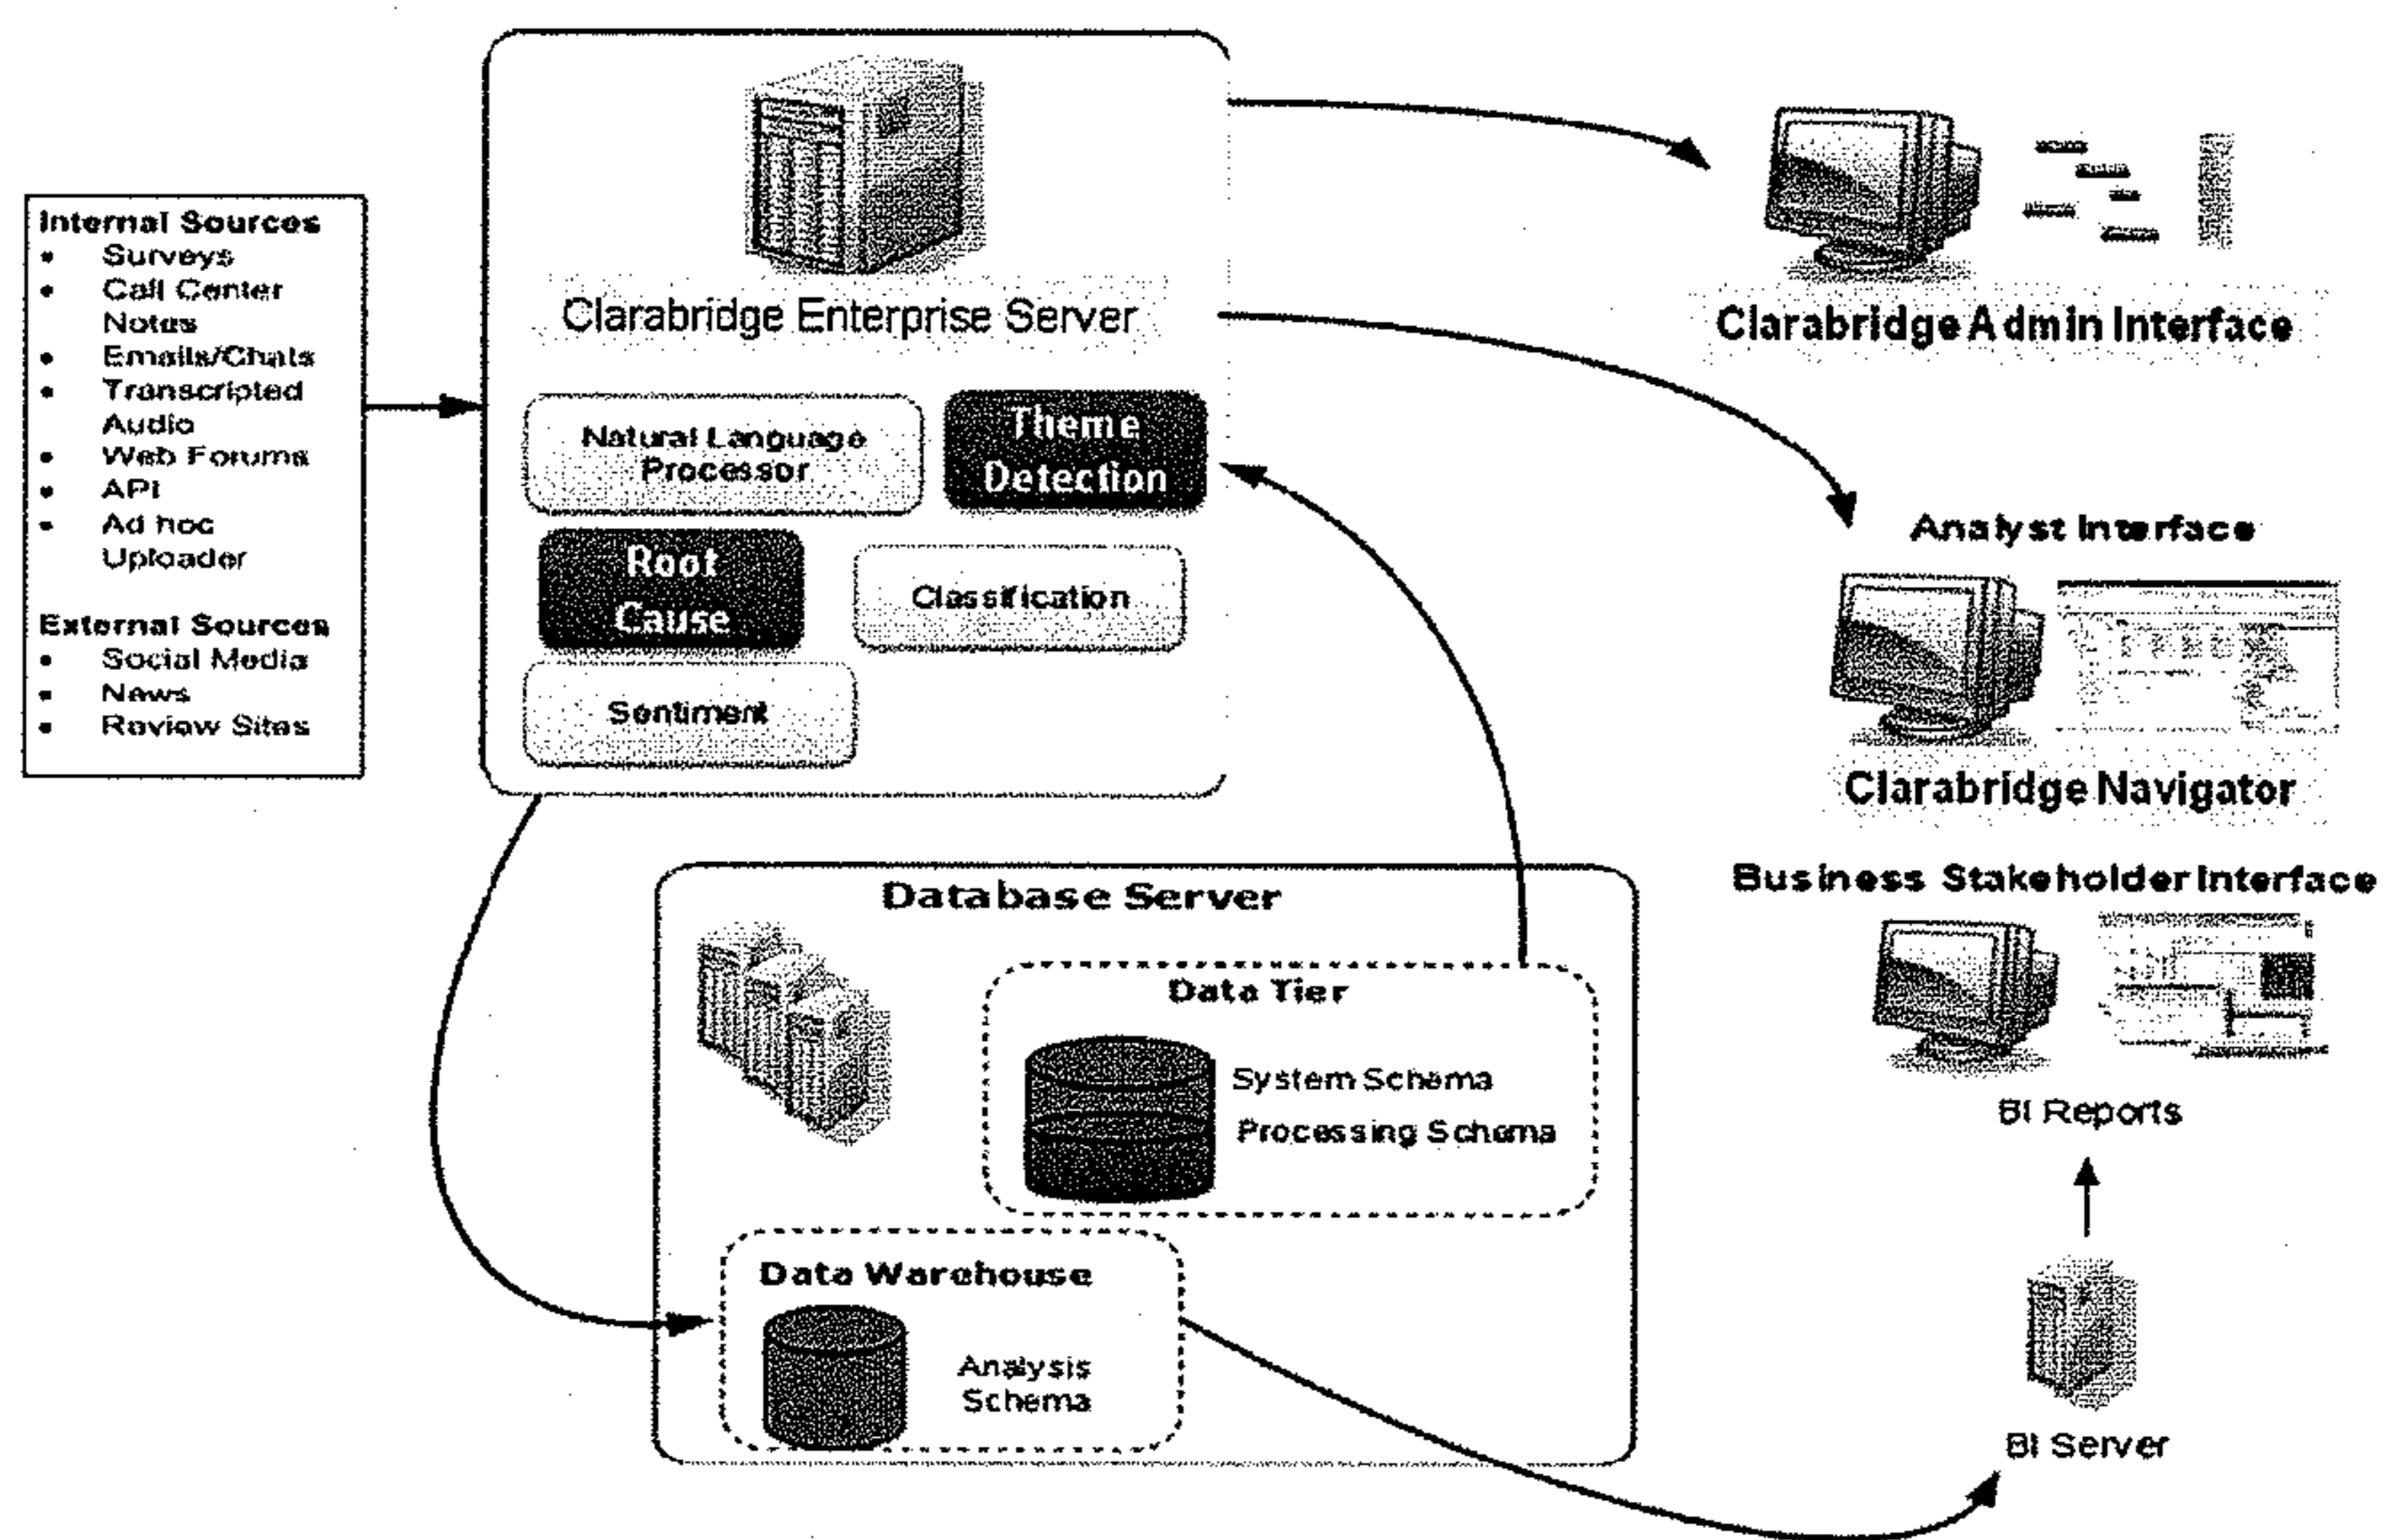 Internal Sources
• Surveys
• Call Center
Notes
• Emails/Chats
• Transcripted
Audio
• Web Forums
• API
• Ad hoc
Uploader
External Sources
• Social Media
• News
• Review Sites
Clarabridge Enterprise Server
Natural Language
Processor
Theme
Detection
Root
Cause
Classification
Sentiment
Clarabridge Admin Interface
Analyst Interface
Clarabridge Navigator
Business Stakeholder Interface
BI Reports
BI Server
Database Server
Data Tier
System Schema
Processing Schema
Data Warehouse
Analysis
Schema